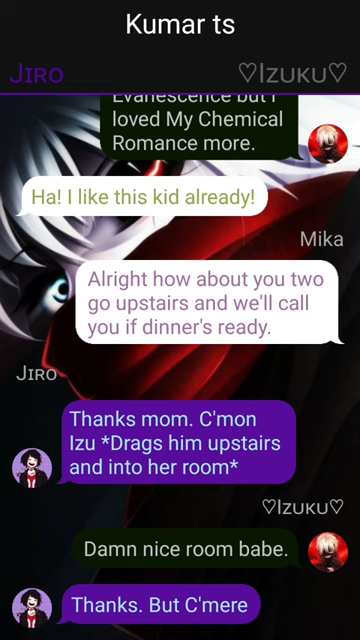 Kumar ts
Jiro
♡Izuku♡
Evanescence but I
loved My Chemical
Romance more.
Ha! I like this kid already!
Mika
Alright how about you two
go upstairs and we'll call
you if dinner's ready.
Jiro
Thanks mom. C'mon
Izu *Drags him upstairs
and into her room*
♡Izuku♡
Damn nice room babe.
Thanks. But C'mere